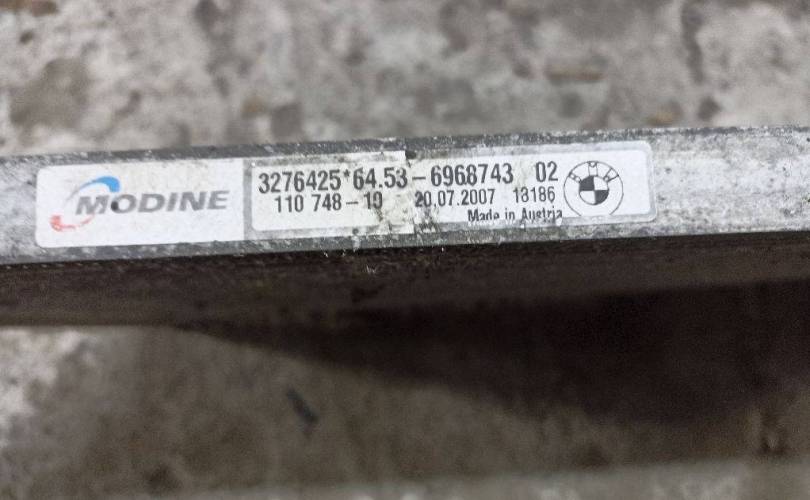 MODINE
3276425*64.53-6968743 02
110 748-10 20.07.2007 13186
Made in Austria
BMW